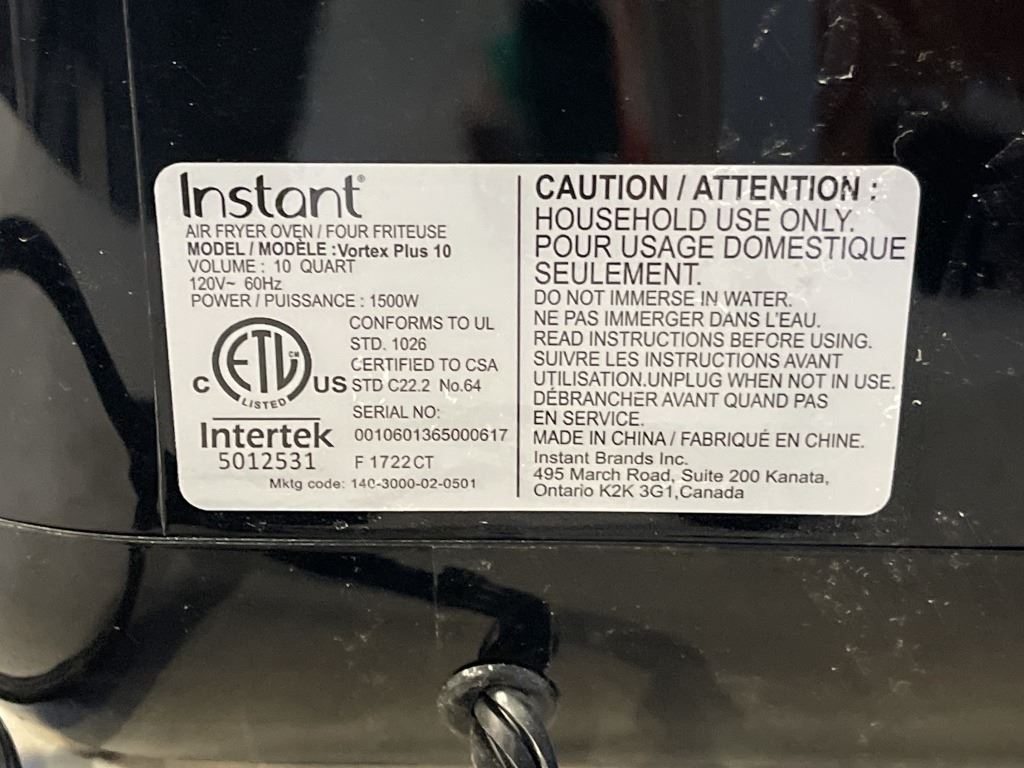 Instant®
AIR FRYER OVEN / FOUR FRITEUSE
MODEL / MODÈLE : Vortex Plus 10
VOLUME : 10 QUART
120V~ 60Hz
POWER / PUISSANCE : 1500W
C ETL CM US
LISTED
Intertek
5012531
CONFORMS TO UL
STD. 1026
CERTIFIED TO CSA
STD C22.2 No.64
SERIAL NO:
0010601365000617
F 1722CT
Mktg code: 140-3000-02-0501
CAUTION / ATTENTION :
HOUSEHOLD USE ONLY.
POUR USAGE DOMESTIQUE
SEULEMENT.
DO NOT IMMERSE IN WATER.
NE PAS IMMERGER DANS L'EAU.
READ INSTRUCTIONS BEFORE USING.
SUIVRE LES INSTRUCTIONS AVANT
UTILISATION.UNPLUG WHEN NOT IN USE.
DÉBRANCHER AVANT QUAND PAS
EN SERVICE.
MADE IN CHINA / FABRIQUÉ EN CHINE.
Instant Brands Inc.
495 March Road, Suite 200 Kanata,
Ontario K2K 3G1,Canada